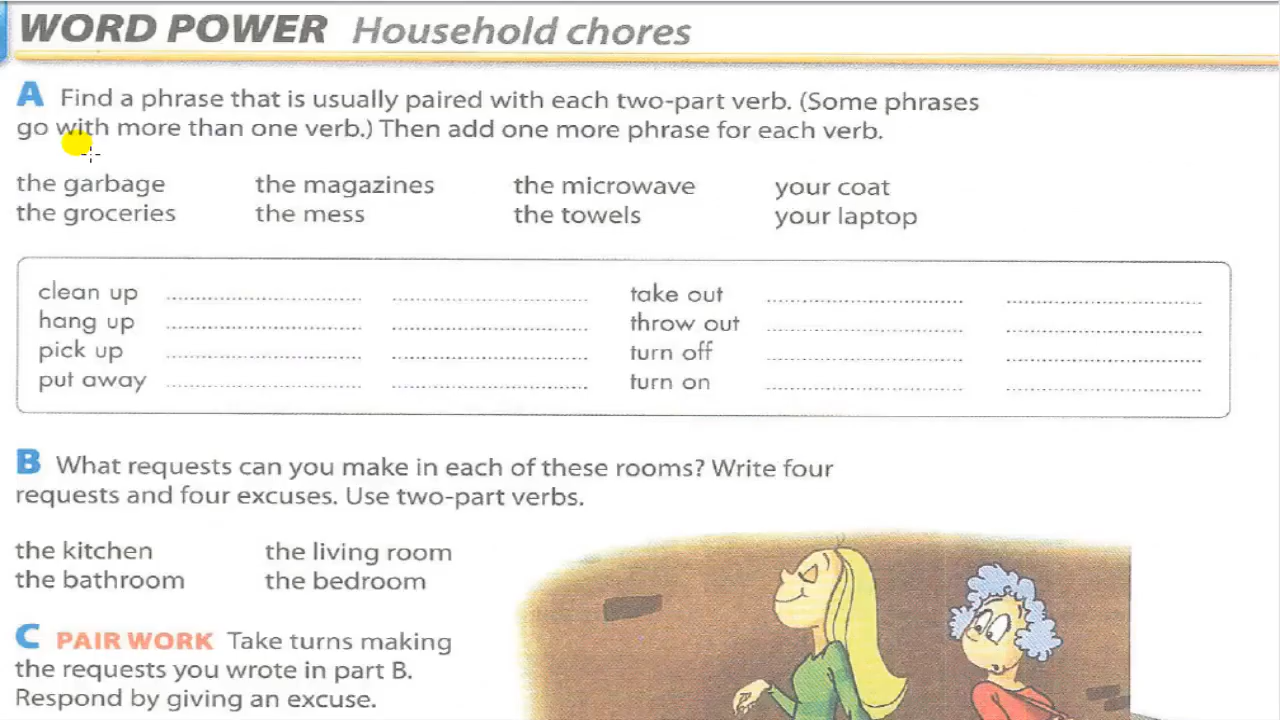 WORD POWER Household chores
A Find a phrase that is usually paired with each two-part verb. (Some phrases
go with more than one verb.) Then add one more phrase for each verb.
the garbage the magazines the microwave your coat
the groceries the mess the towels your laptop
clean up take out
hang up throw out
pick up turn off
put away turn on
B What requests can you make in each of these rooms? Write four
requests and four excuses. Use two-part verbs.
the kitchen the living room
the bathroom the bedroom
C PAIR WORK Take turns making
the requests you wrote in part B.
Respond by giving an excuse.